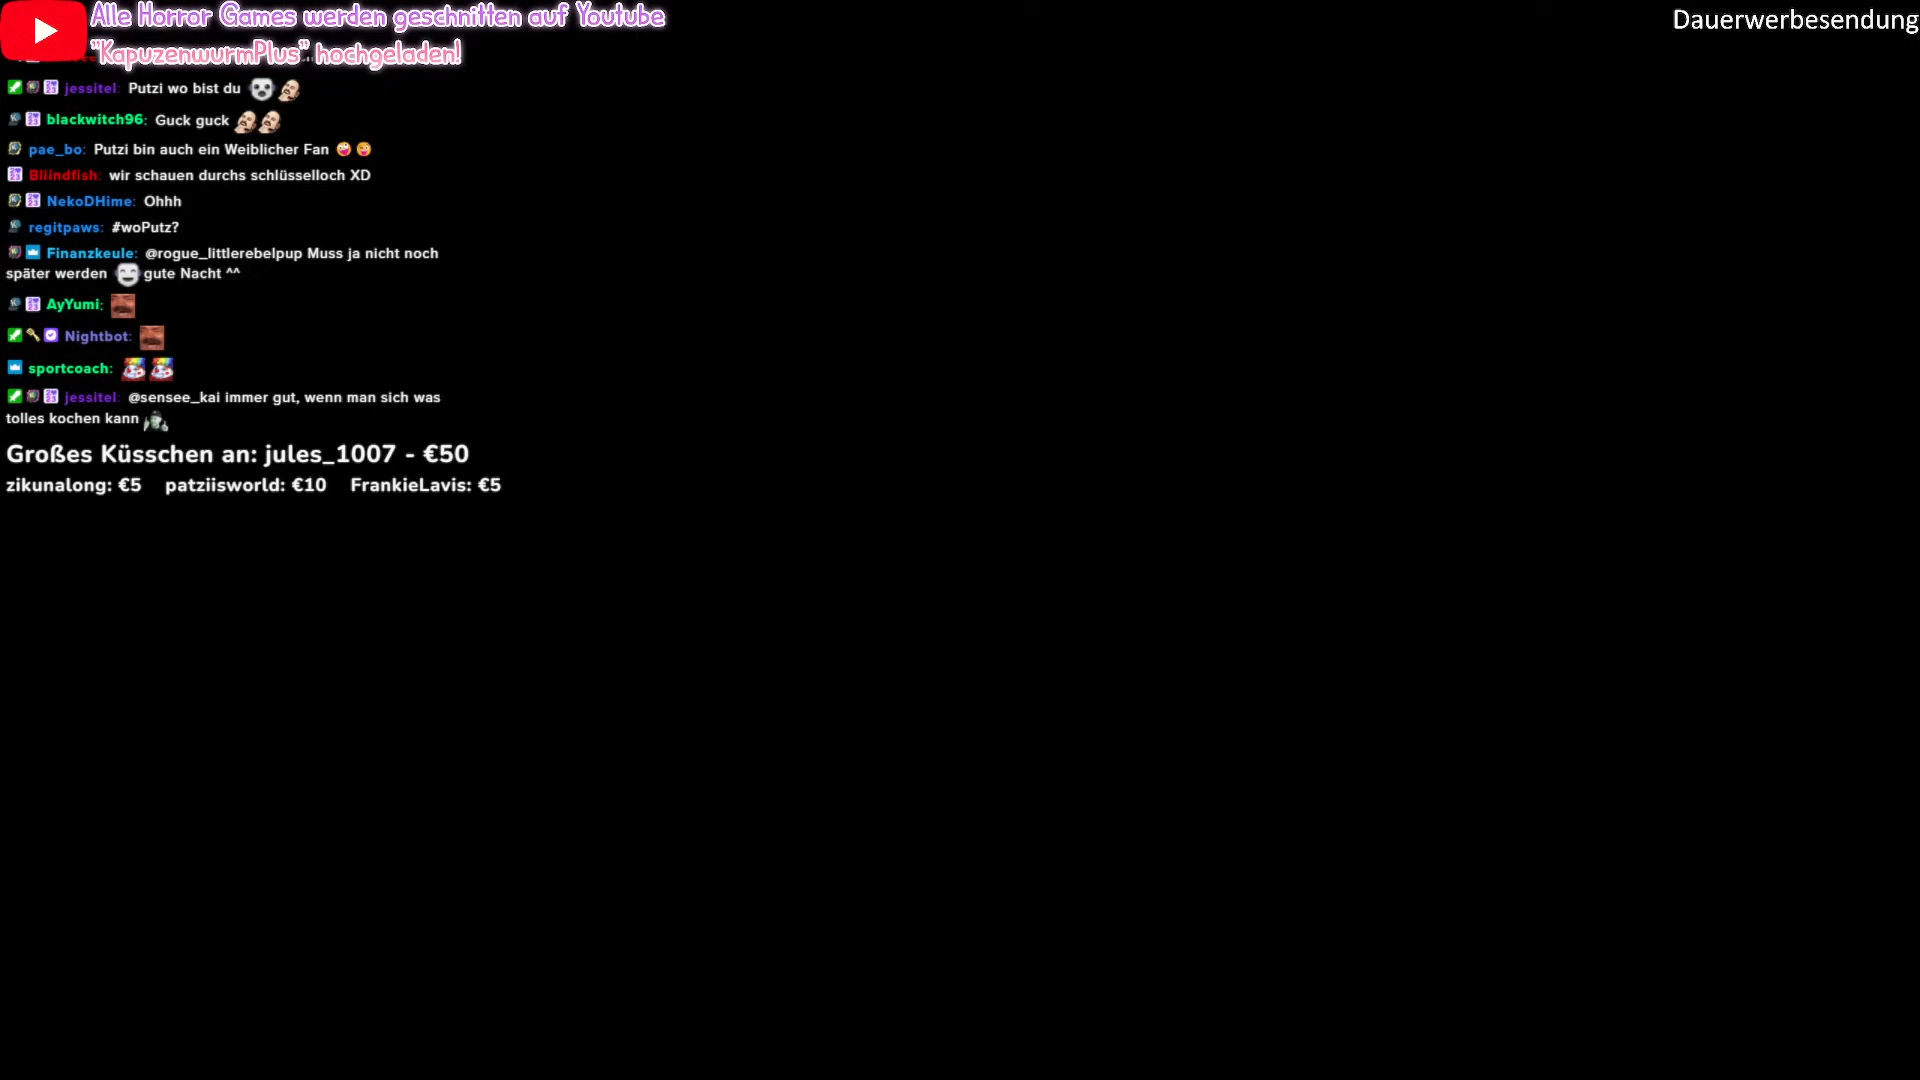 Alle Horror Games werden geschnitten auf Youtube
"KapuzenwurmPlus" hochgeladen!
Dauerwerbesendung
jessitel: Putzi wo bist du
blackwitch96: Guck guck
pae_bo: Putzi bin auch ein Weiblicher Fan
Bliindfish: wir schauen durchs schlüsselloch XD
NekoDHime: Ohhh
regitpaws: #woPutz?
Finanzkeule: @rogue_littlerebelpup Muss ja nicht noch
später werden gute Nacht ^^
AyYumi:
Nightbot:
sportcoach:
jessitel: @sensee_kai immer gut, wenn man sich was
tolles kochen kann
Großes Küsschen an: jules_1007 - €50
zikunalong: €5 patziisworld: €10 FrankieLavis: €5